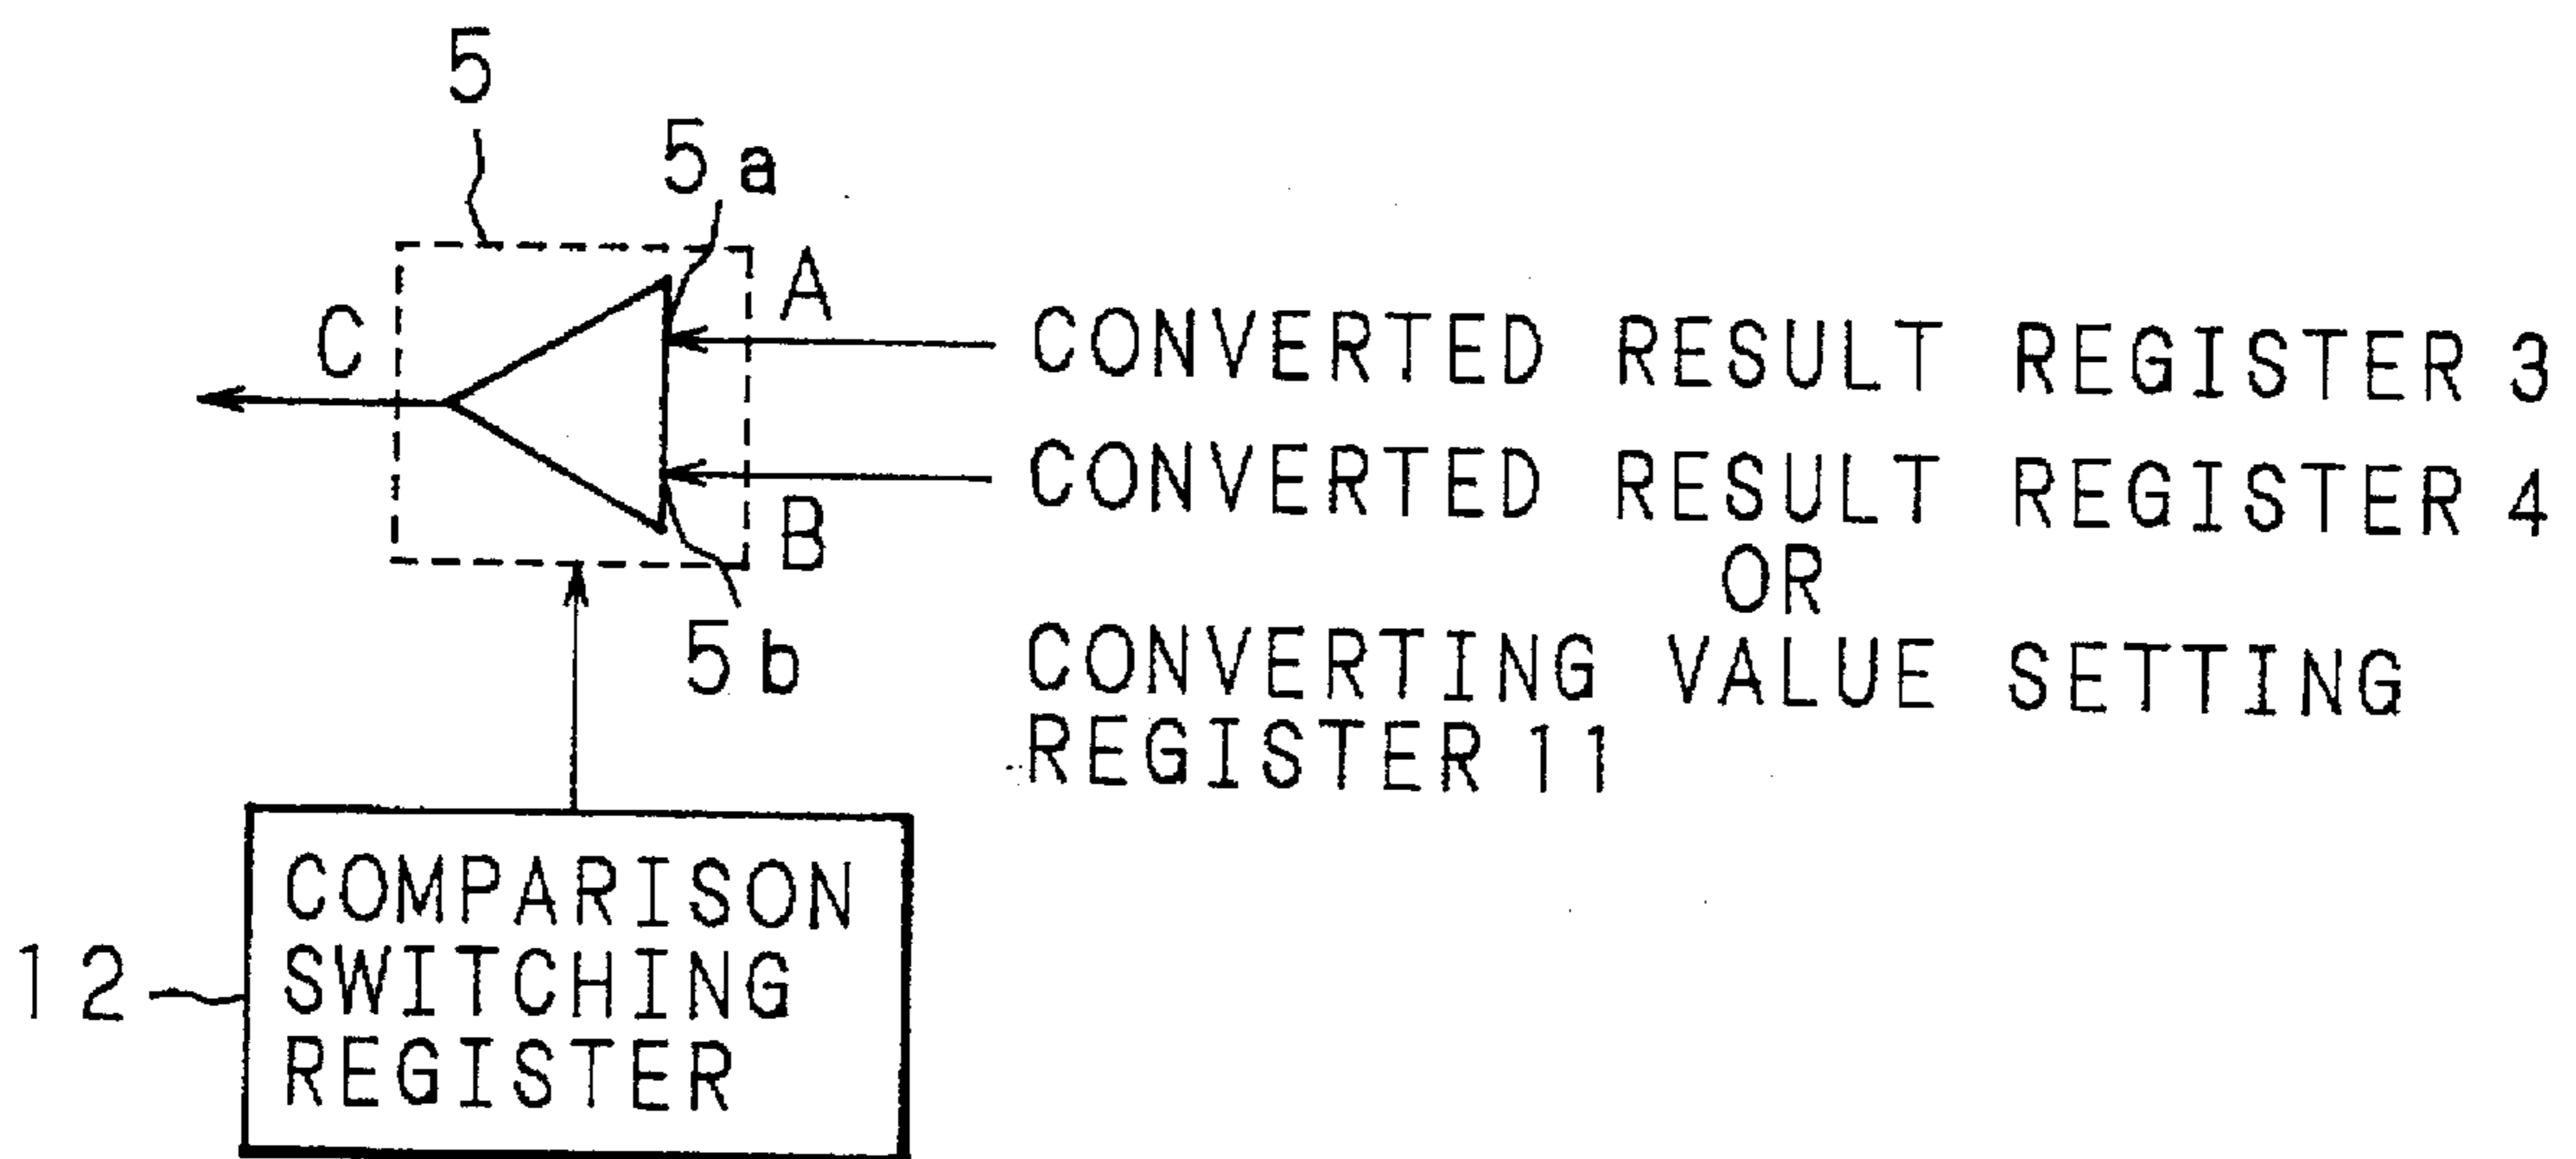 5
5a
A
C
CONVERTED RESULT REGISTER 3
CONVERTED RESULT REGISTER 4
B
OR
5b
CONVERTING VALUE SETTING
REGISTER 11
COMPARISON
SWITCHING
REGISTER
12